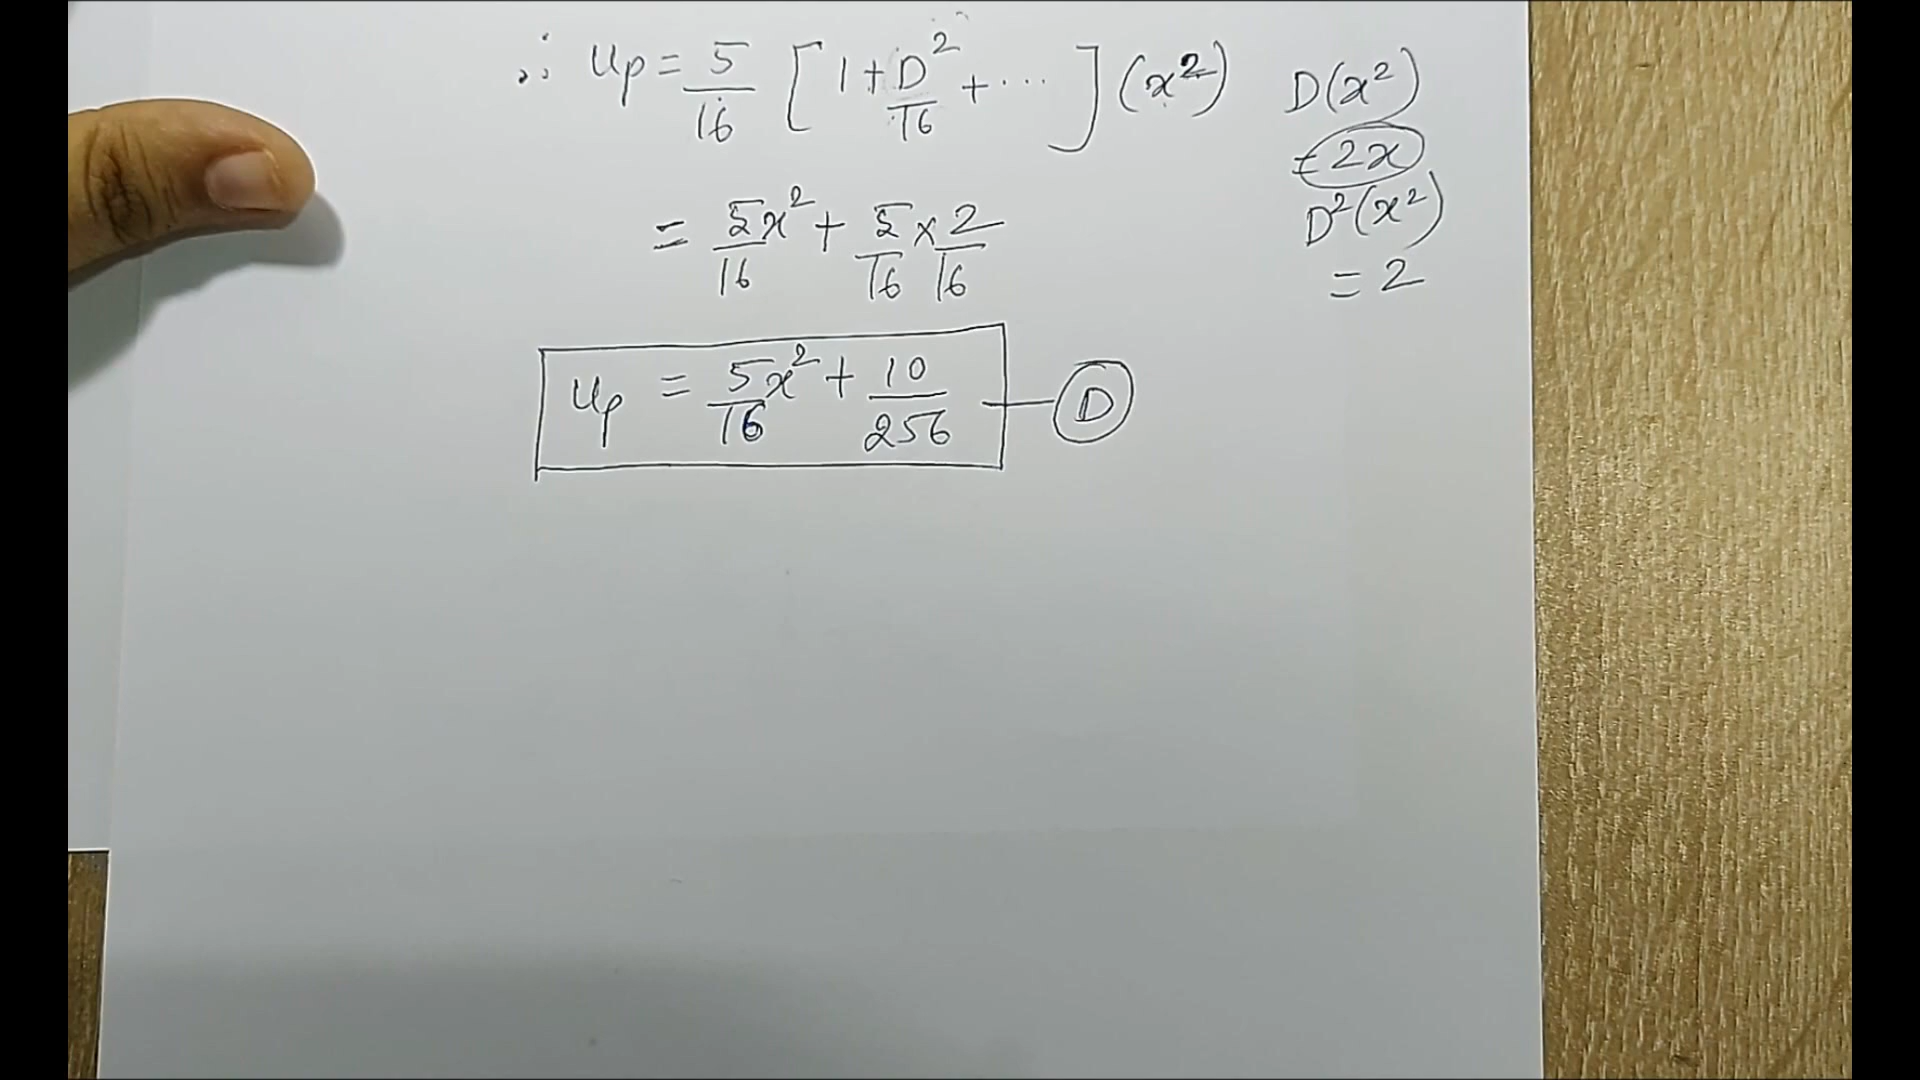 ∴ up = 5/16 [1 + D²/16 + ···] (x²)
= 5/16 x² + 5/16 × 2/16
up = 5/16 x² + 10/256 — D
D(x²)
= 2x
D²(x²)
= 2